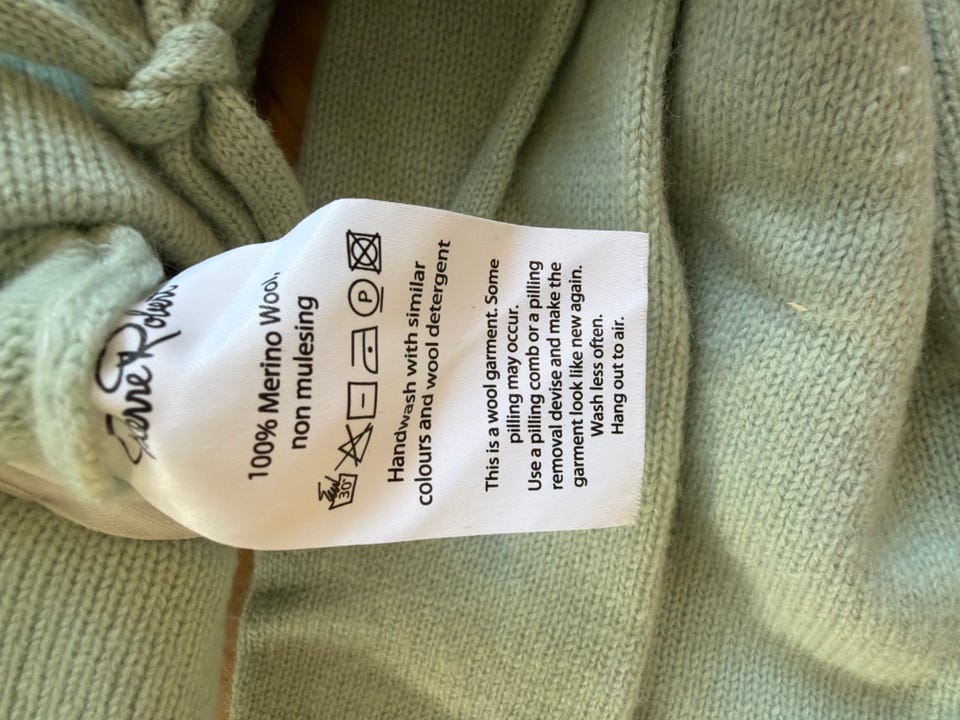 Pierre Robert
100% Merino Wool,
non mulesing
30°
P
Handwash with similar
colours and wool detergent
This is a wool garment. Some
pilling may occur.
Use a pilling comb or a pilling
removal devise and make the
garment look like new again.
Wash less often.
Hang out to air.